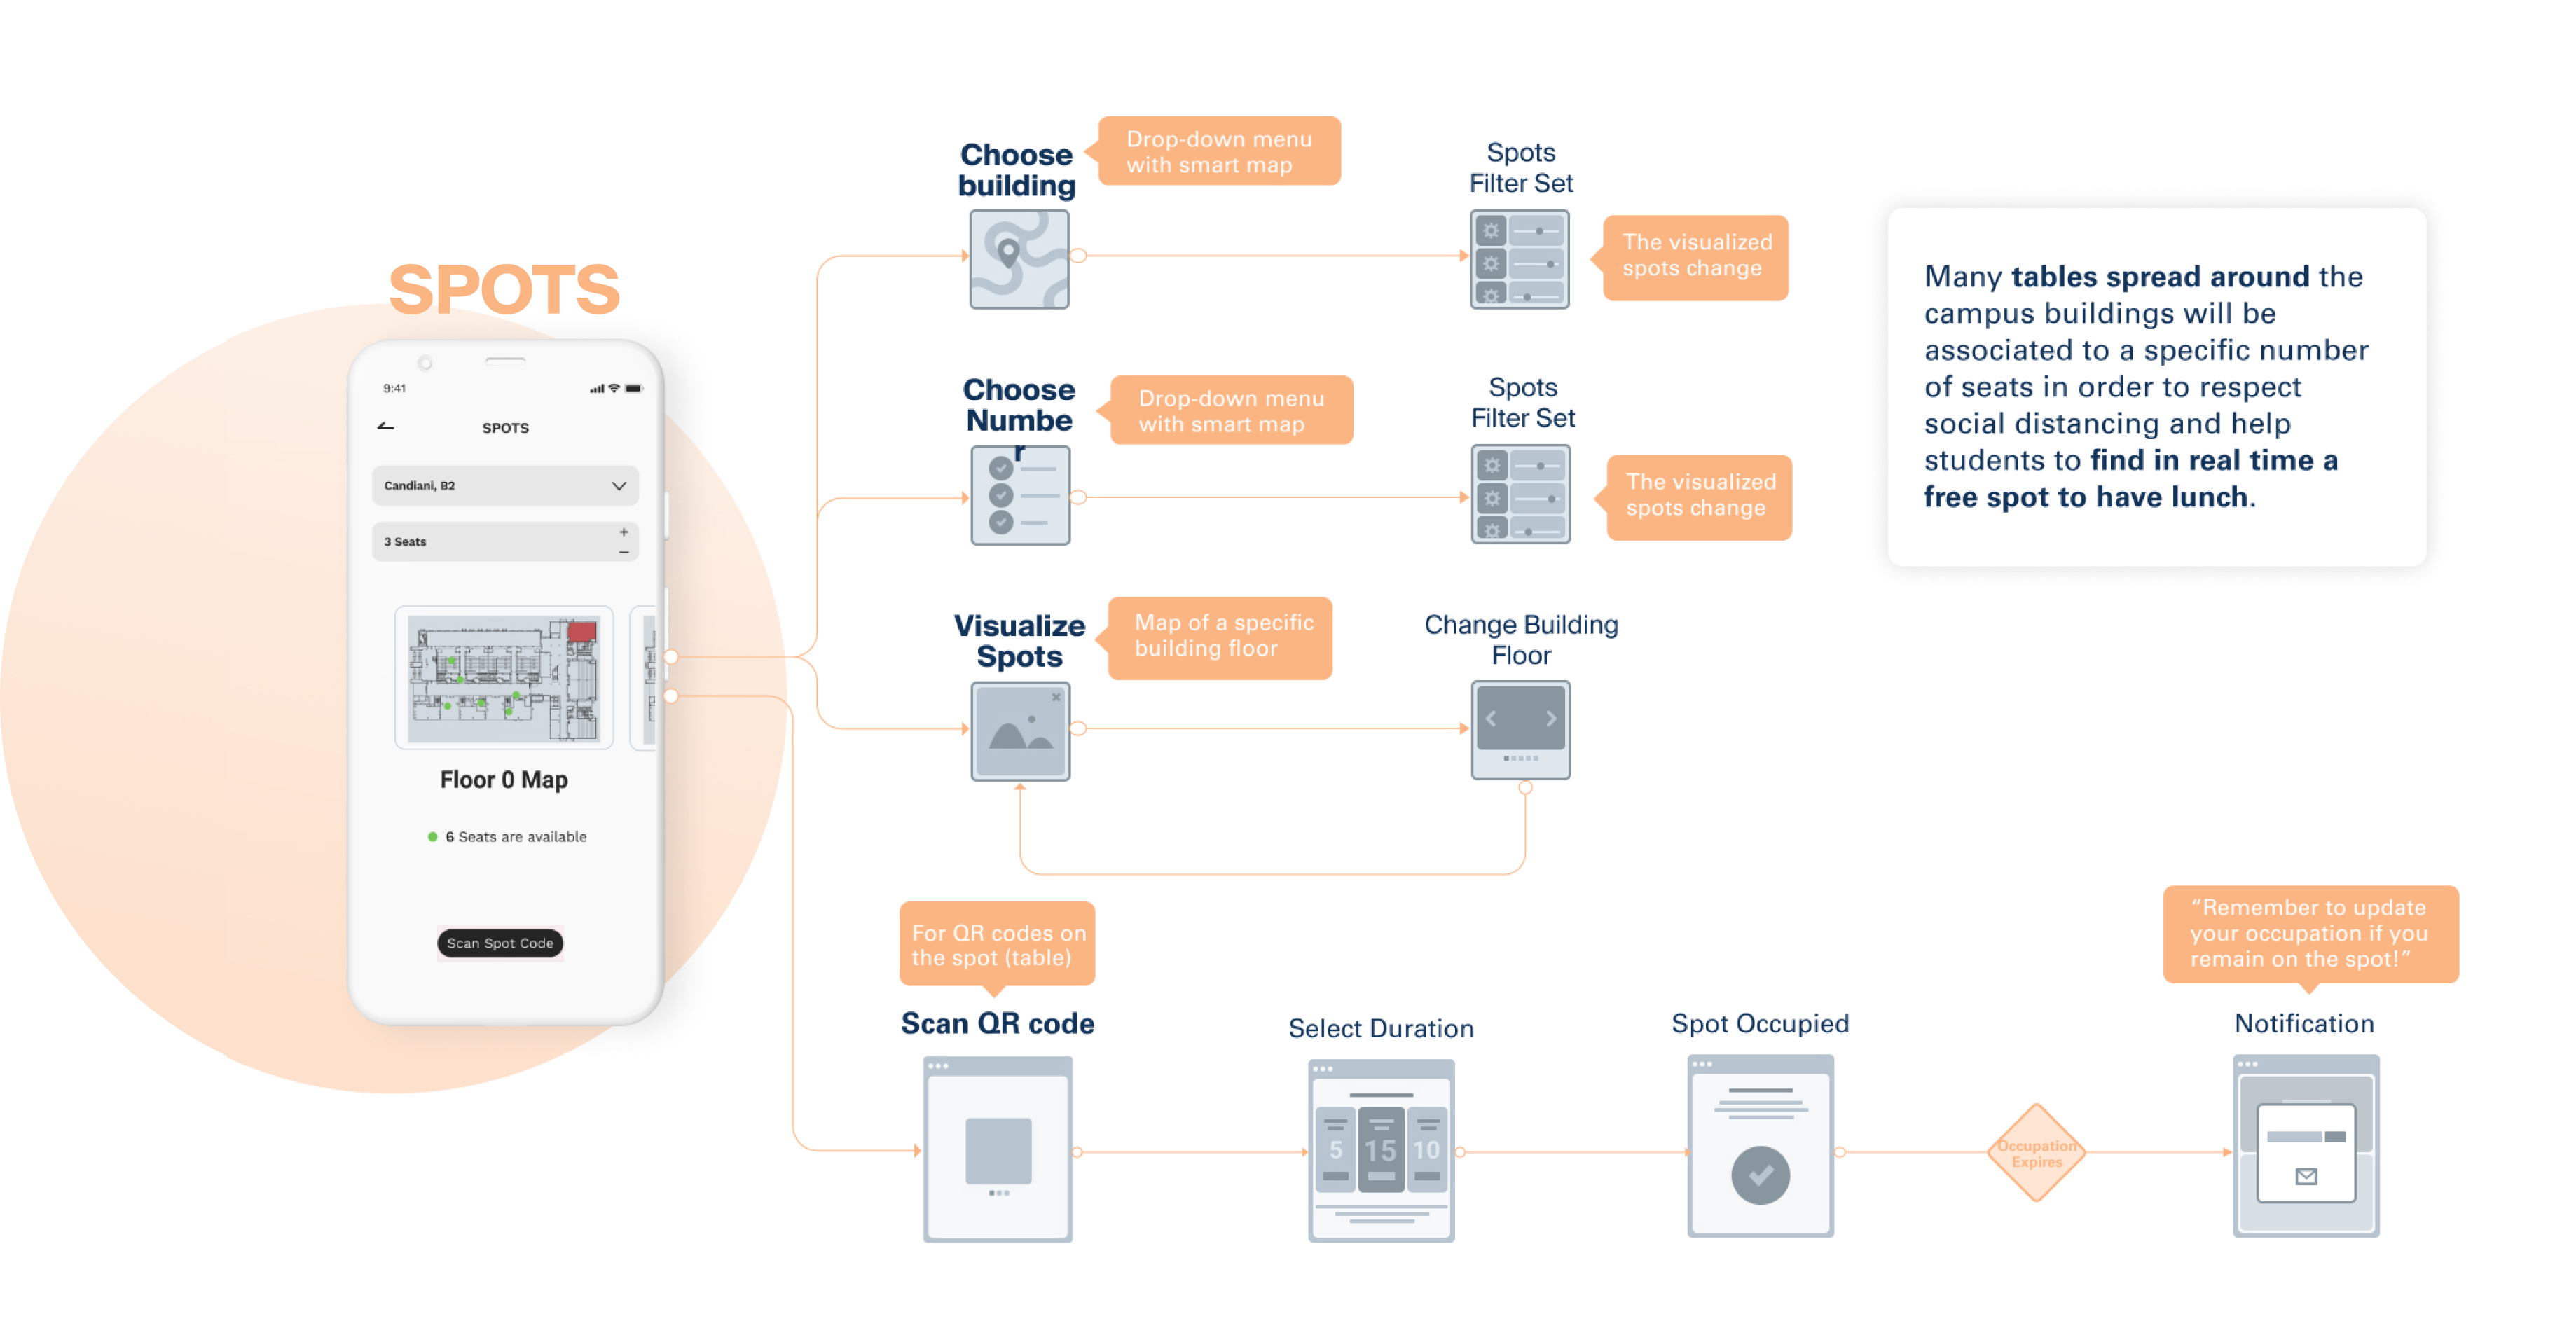 SPOTS
9:41
SPOTS
Candiani, B2
3 Seats
+
−
Floor 0 Map
6 Seats are available
Scan Spot Code
Choose
building
Drop-down menu
with smart map
Spots
Filter Set
The visualized
spots change
Choose
Numbe
r
Drop-down menu
with smart map
Spots
Filter Set
The visualized
spots change
Visualize
Spots
Map of a specific
building floor
Change Building
Floor
Many tables spread around the
campus buildings will be
associated to a specific number
of seats in order to respect
social distancing and help
students to find in real time a
free spot to have lunch.
For QR codes on
the spot (table)
Scan QR code
Select Duration
5 15 10
Spot Occupied
Occupation
Expires
“Remember to update
your occupation if you
remain on the spot!”
Notification